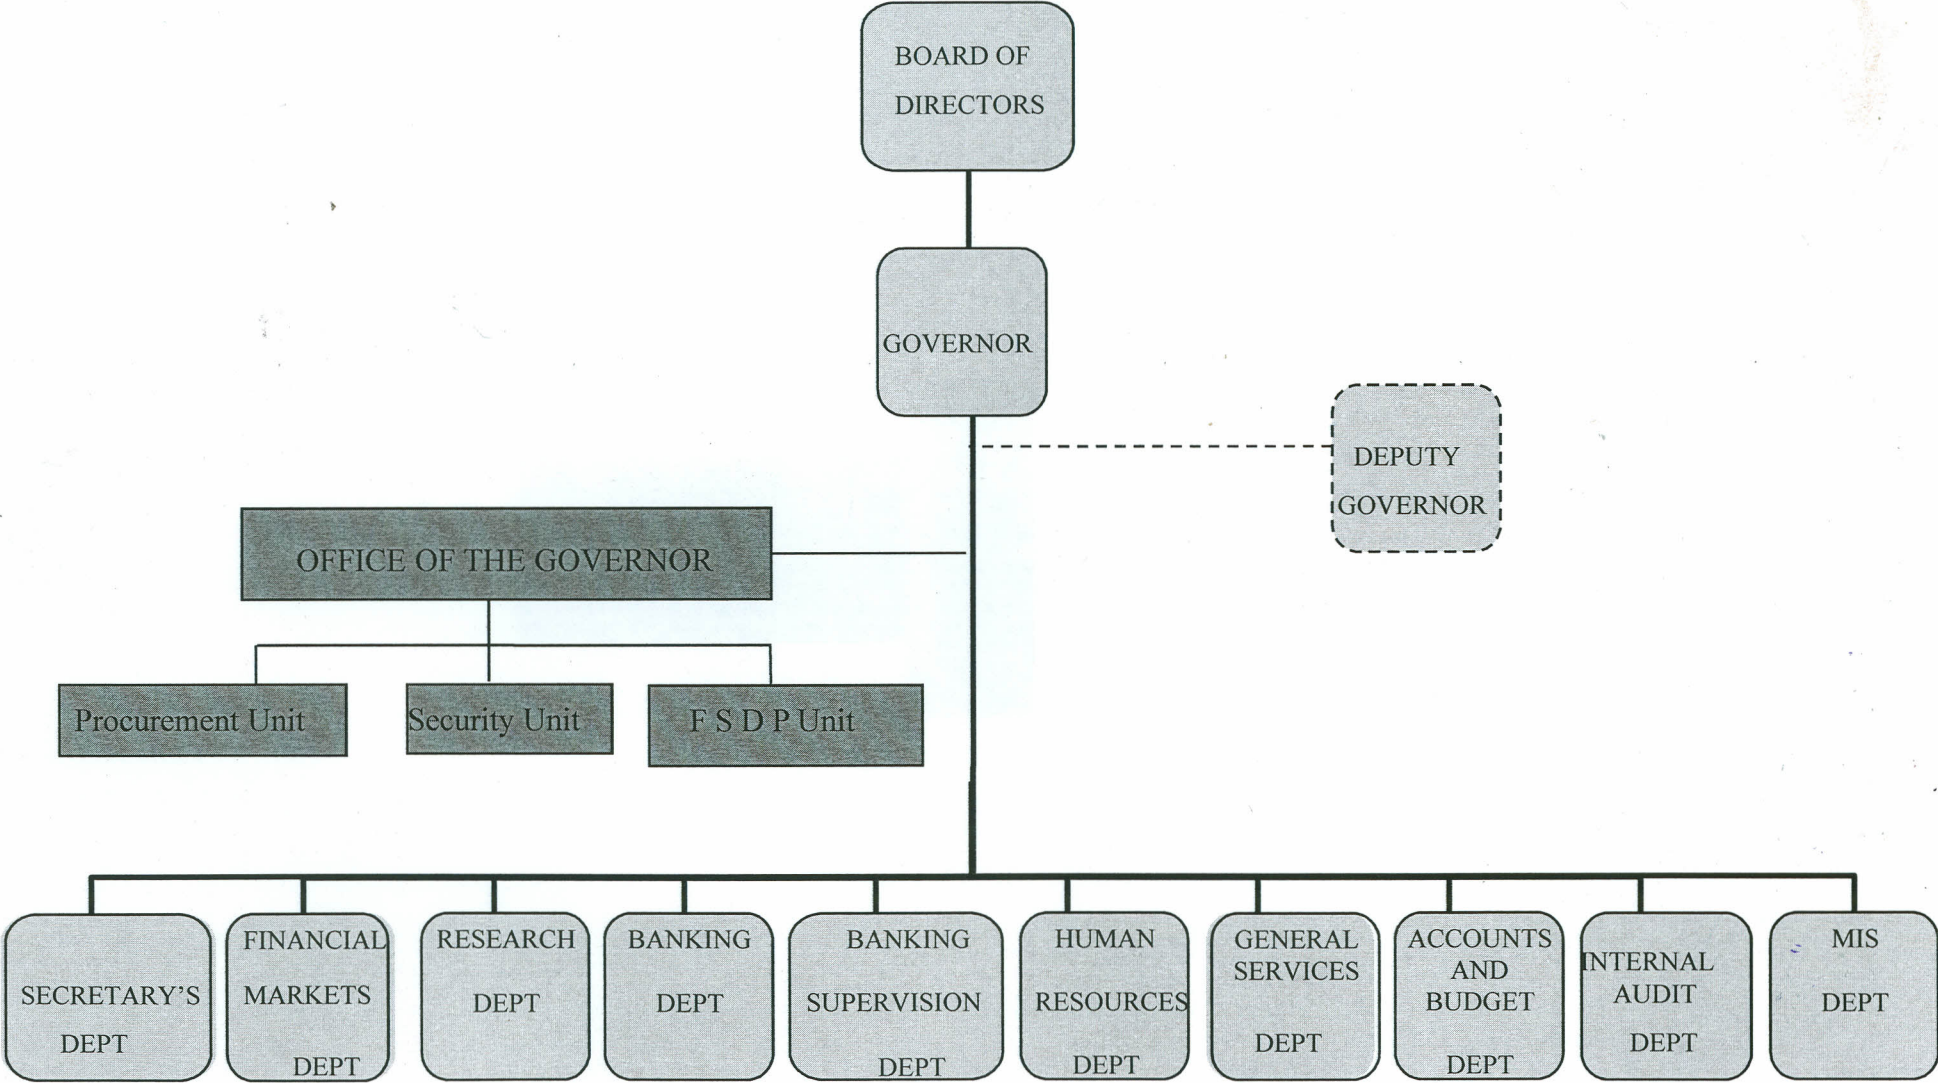 BOARD OF
DIRECTORS
GOVERNOR
DEPUTY
GOVERNOR
OFFICE OF THE GOVERNOR
Procurement Unit
Security Unit
F S D P Unit
SECRETARY'S
DEPT
FINANCIAL
MARKETS
DEPT
RESEARCH
DEPT
BANKING
DEPT
BANKING
SUPERVISION
DEPT
HUMAN
RESOURCES
DEPT
GENERAL
SERVICES
DEPT
ACCOUNTS
AND
BUDGET
DEPT
INTERNAL
AUDIT
DEPT
MIS
DEPT